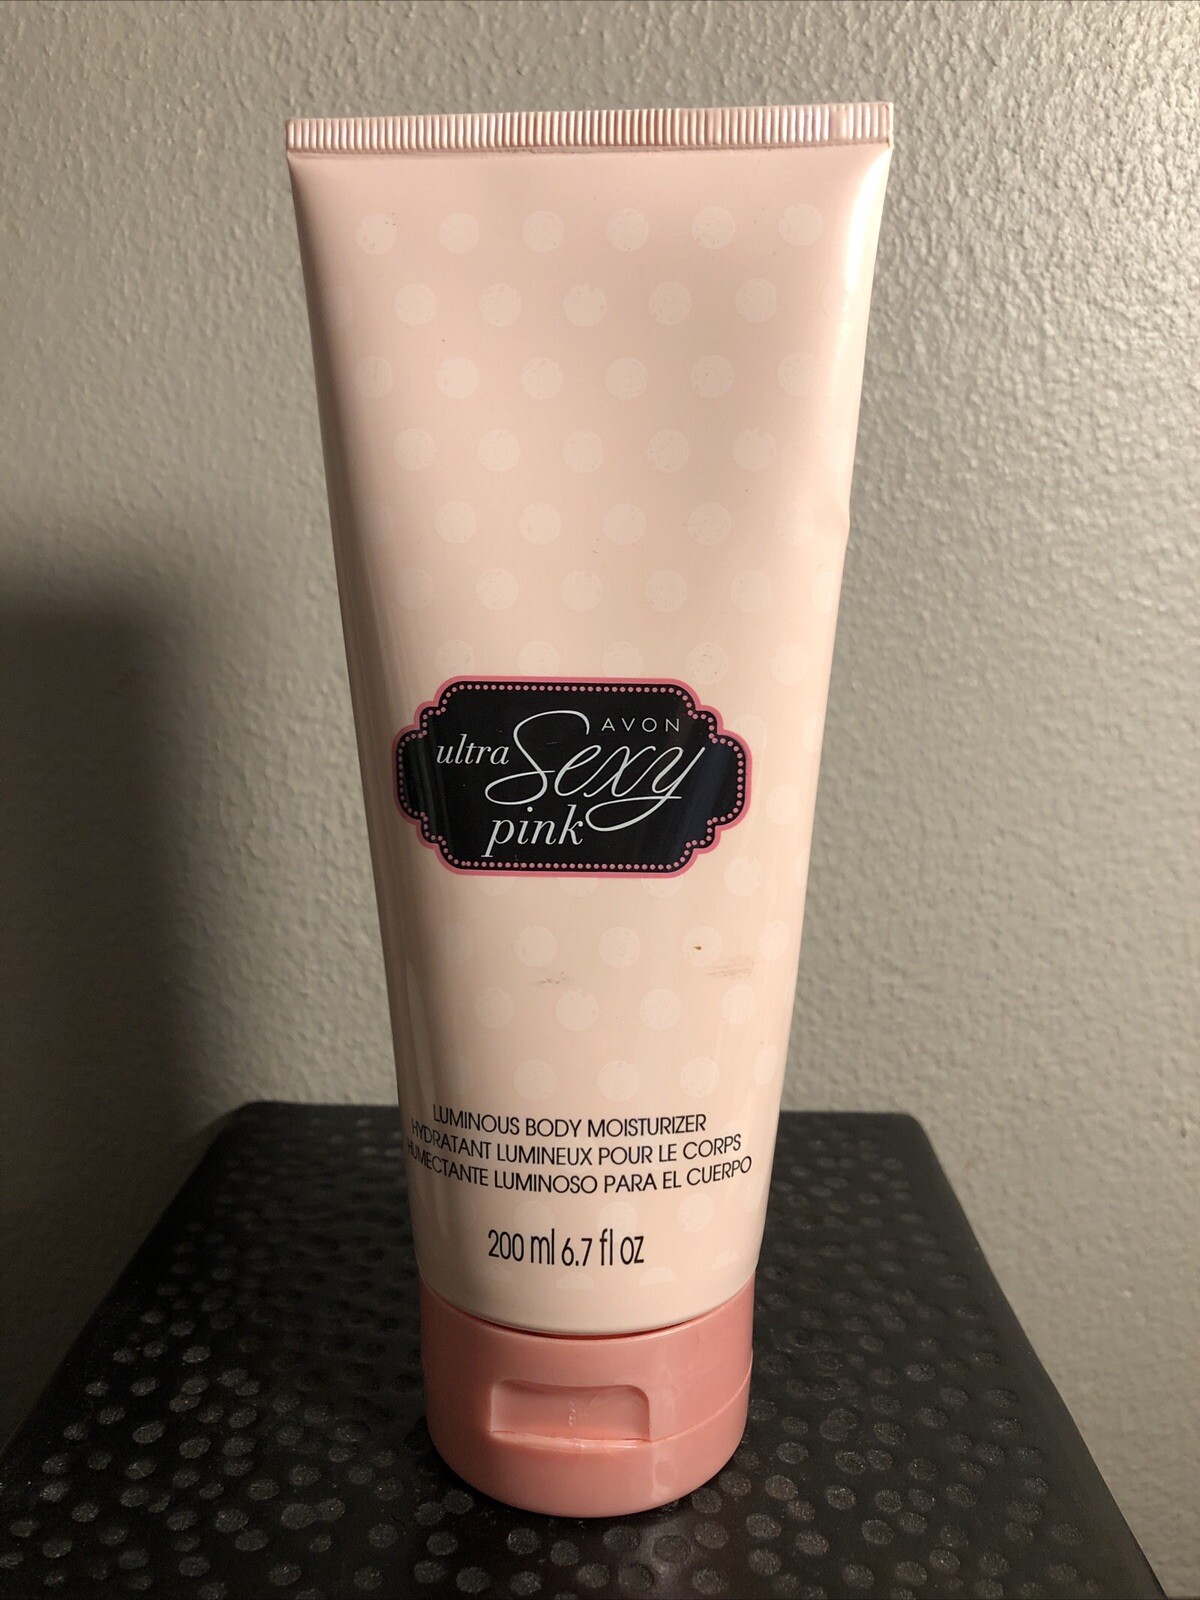 AVON
ultra Sexy
pink
LUMINOUS BODY MOISTURIZER
HYDRATANT LUMINEUX POUR LE CORPS
HUMECTANTE LUMINOSO PARA EL CUERPO
200 ml 6.7 fl oz